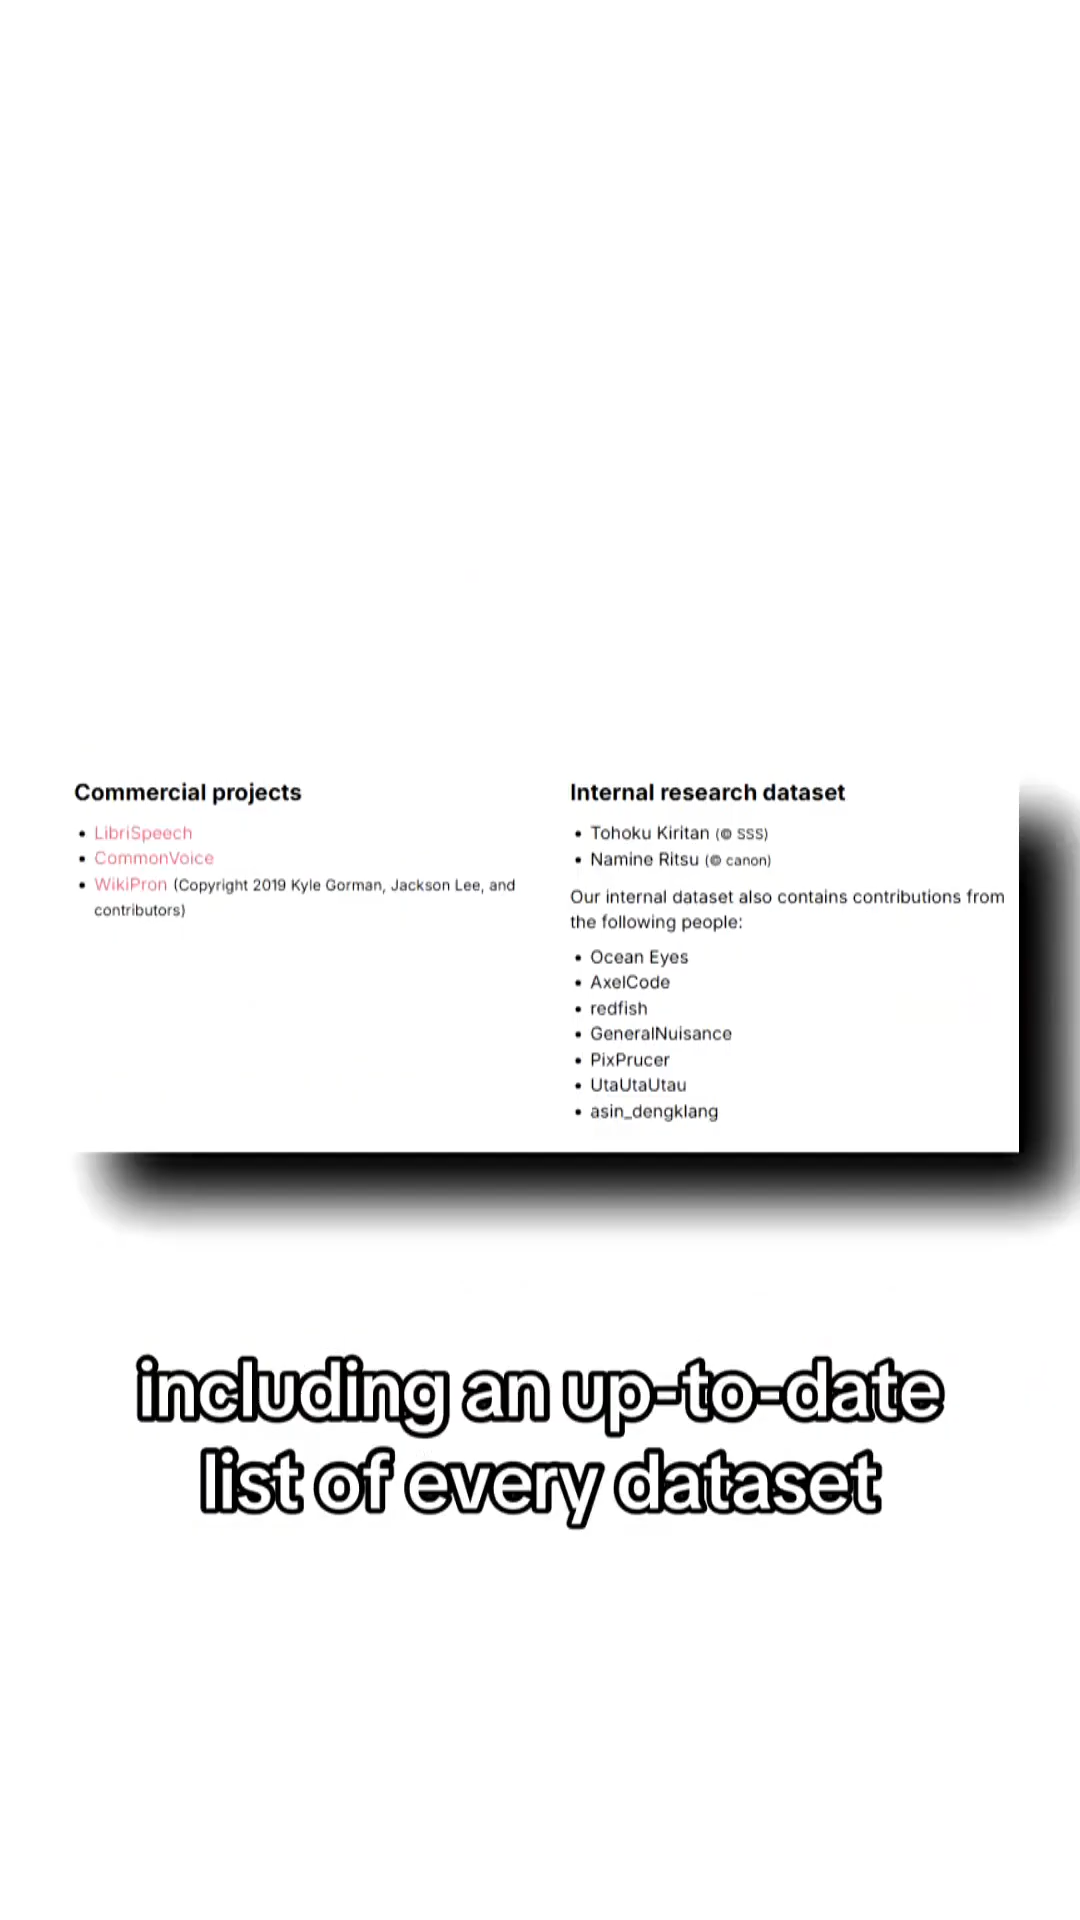 Commercial projects
• LibriSpeech
• CommonVoice
• WikiPron (Copyright 2019 Kyle Gorman, Jackson Lee, and
contributors)
Internal research dataset
• Tohoku Kiritan (© SSS)
• Namine Ritsu (© canon)
Our internal dataset also contains contributions from
the following people:
• Ocean Eyes
• AxelCode
• redfish
• GeneralNuisance
• PixPrucer
• UtaUtaUtau
• asin_dengklang
including an up-to-date
list of every dataset